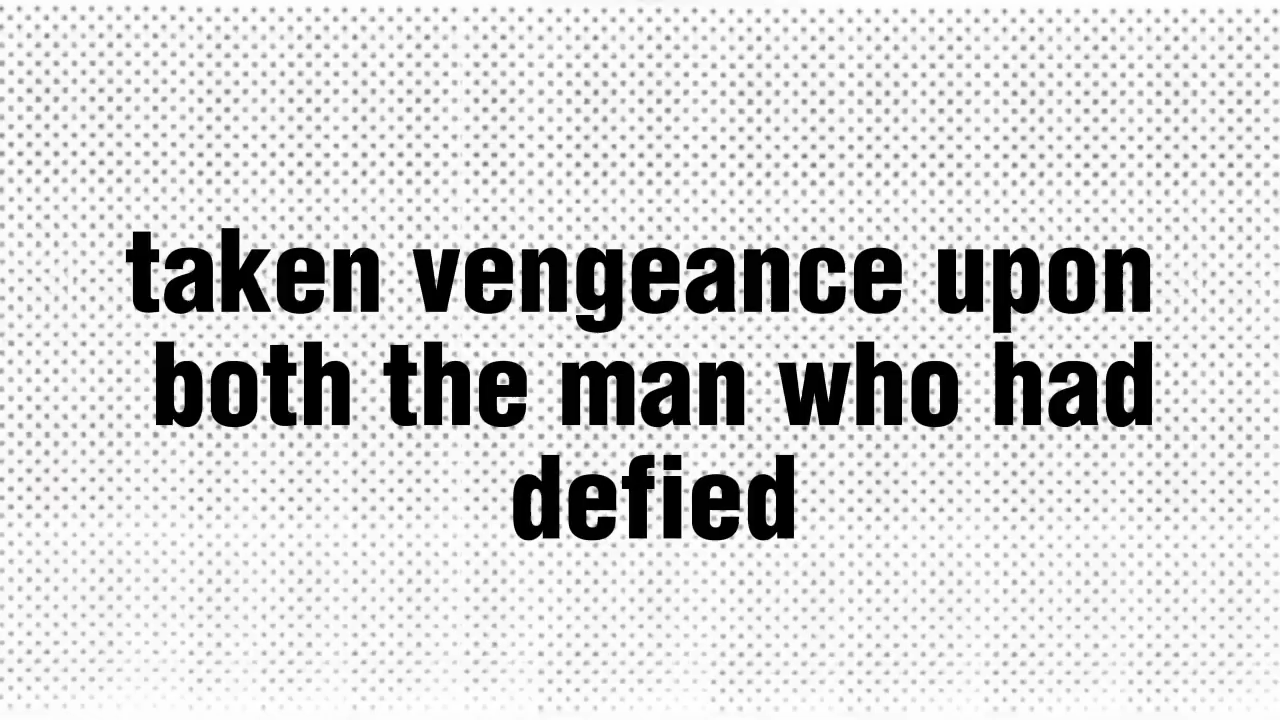 taken vengeance upon
both the man who had
defied